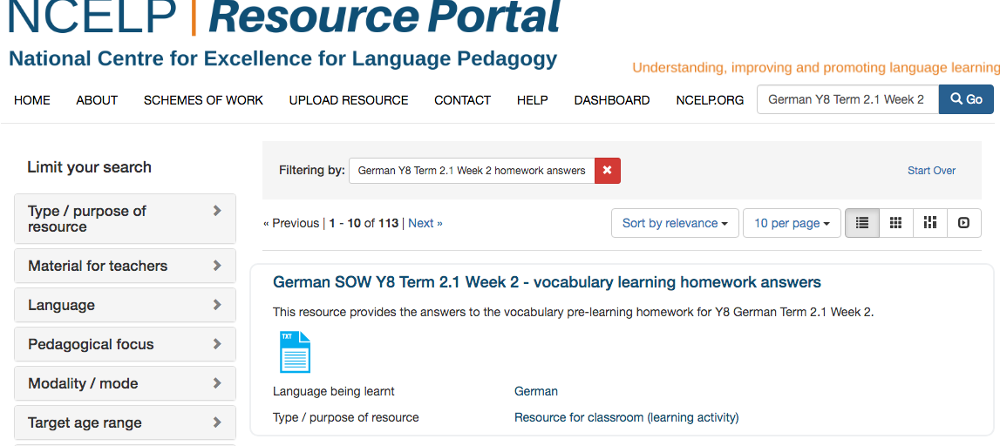 NCELP | Resource Portal
National Centre for Excellence for Language Pedagogy
Understanding, improving and promoting language learning
HOME ABOUT SCHEMES OF WORK UPLOAD RESOURCE CONTACT HELP DASHBOARD NCELP.ORG German Y8 Term 2.1 Week 2 Go
Limit your search
Type / purpose of
resource
Material for teachers
Language
Pedagogical focus
Modality / mode
Target age range
Filtering by: German Y8 Term 2.1 Week 2 homework answers Start Over
« Previous | 1 - 10 of 113 | Next »
Sort by relevance 10 per page
German SOW Y8 Term 2.1 Week 2 - vocabulary learning homework answers
This resource provides the answers to the vocabulary pre-learning homework for Y8 German Term 2.1 Week 2.
TXT
Language being learnt German
Type / purpose of resource Resource for classroom (learning activity)